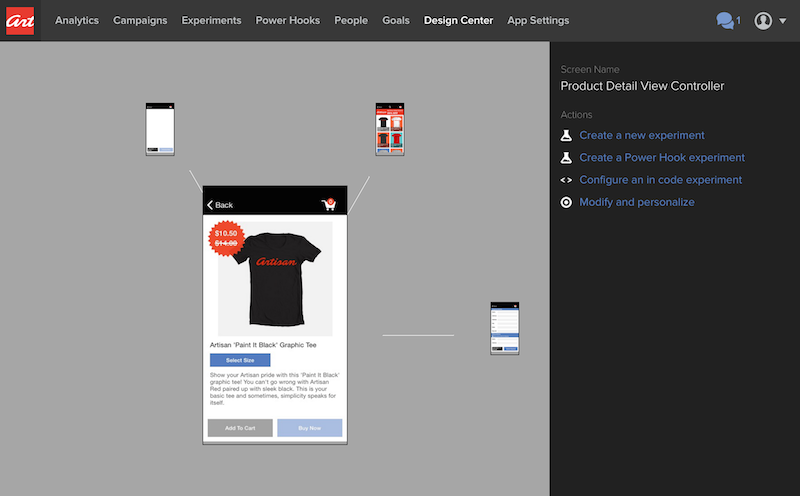 Art
Analytics Campaigns Experiments Power Hooks People Goals Design Center App Settings 1
Screen Name
Product Detail View Controller
Actions
Create a new experiment
Create a Power Hook experiment
Configure an in code experiment
Modify and personalize
Back
$10.50
$14.00
Artisan
Artisan 'Paint It Black' Graphic Tee
Select Size
Show your Artisan pride with this 'Paint It Black'
graphic tee! You can't go wrong with Artisan
Red paired up with sleek black. This is your
basic tee and sometimes, simplicity speaks for
itself.
Add To Cart Buy Now